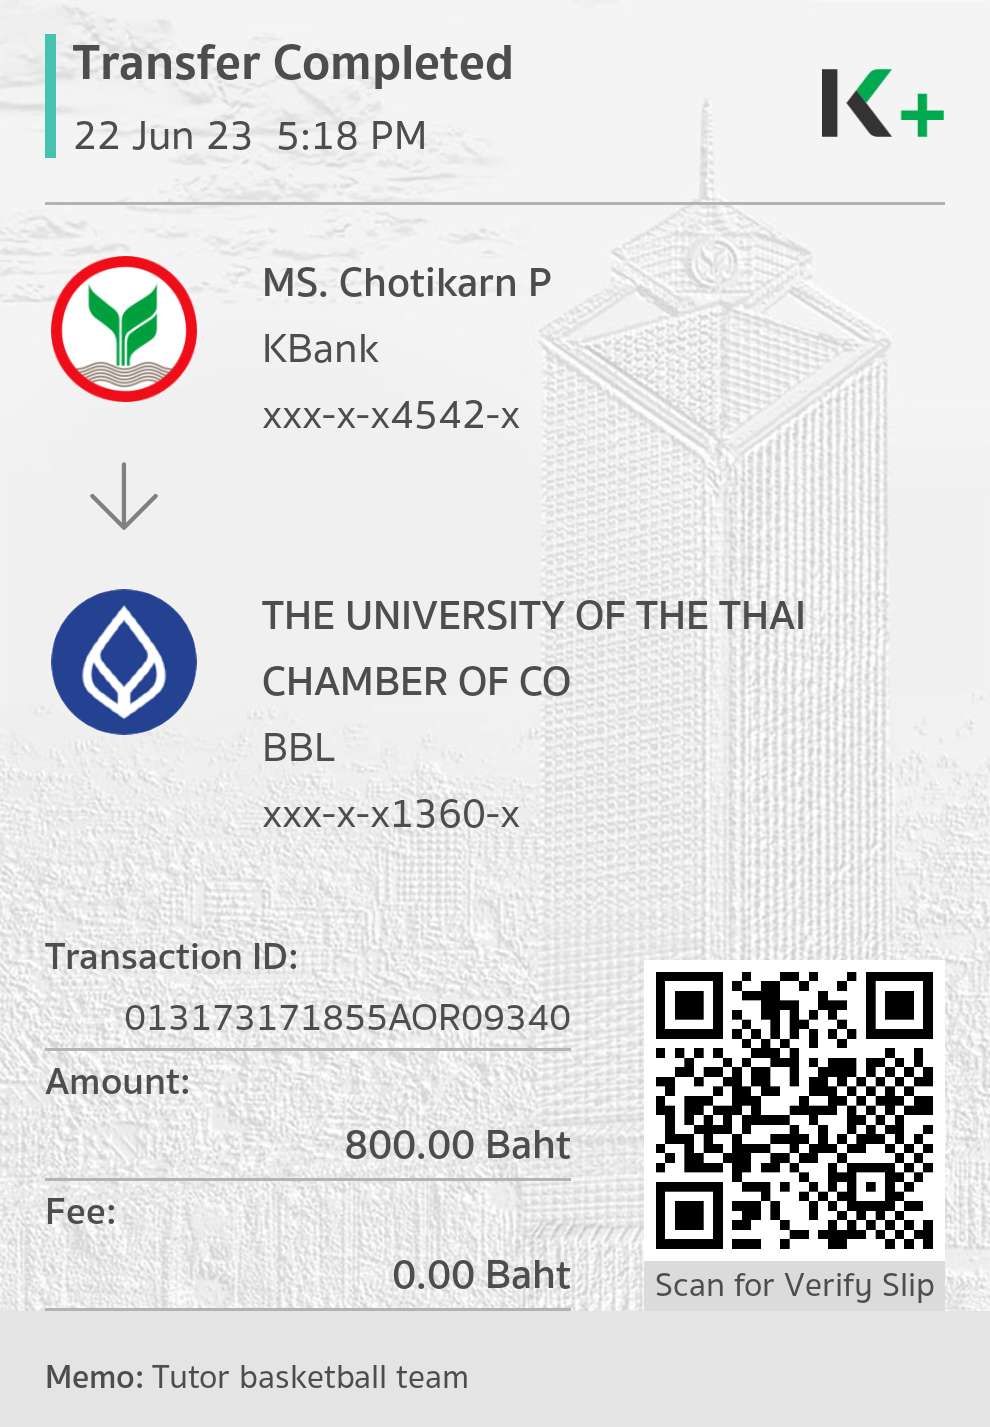 Transfer Completed
22 Jun 23 5:18 PM
K+
MS. Chotikarn P
KBank
xxx-x-x4542-x
THE UNIVERSITY OF THE THAI
CHAMBER OF CO
BBL
xxx-x-x1360-x
Transaction ID:
013173171855AOR09340
Amount:
800.00 Baht
Fee:
0.00 Baht
Scan for Verify Slip
Memo: Tutor basketball team